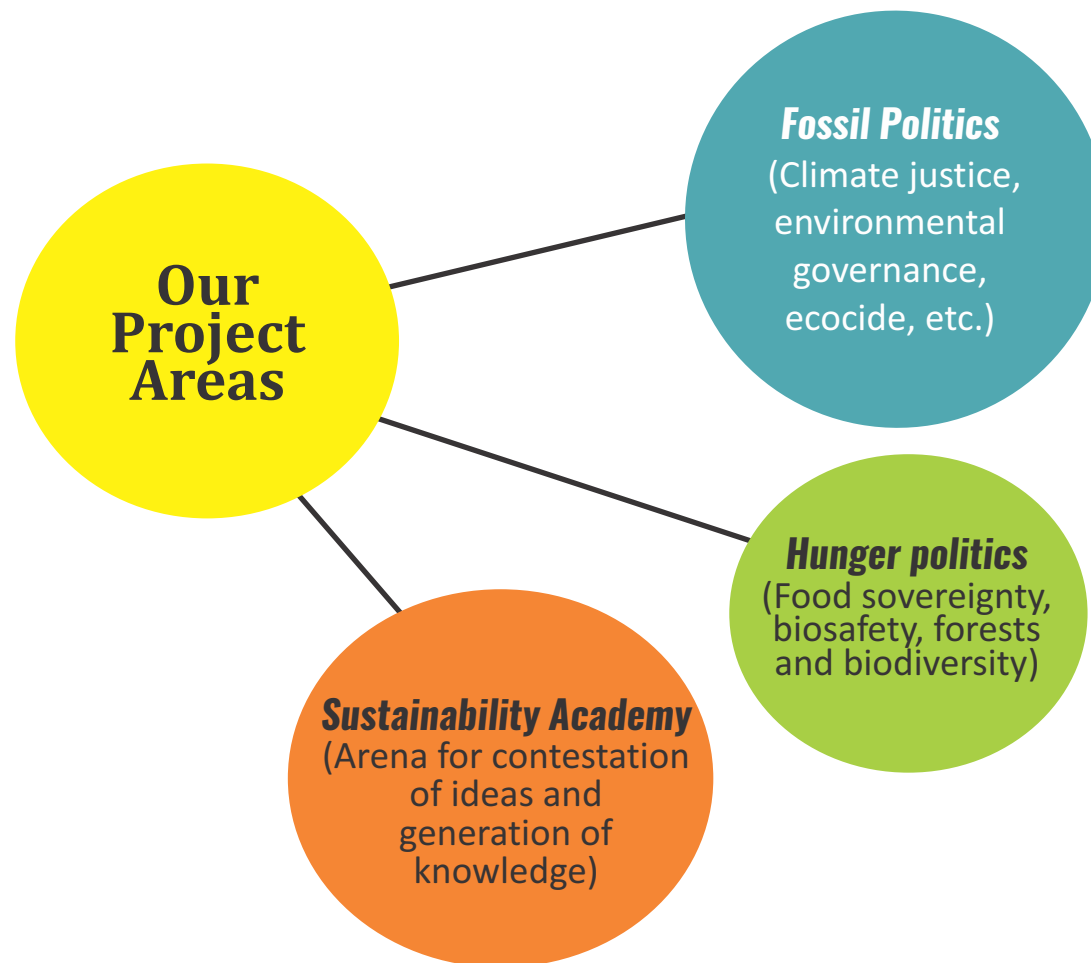 Our
Project
Areas
Fossil Politics
(Climate justice,
environmental
governance,
ecocide, etc.)
Hunger politics
(Food sovereignty,
biosafety, forests
and biodiversity)
Sustainability Academy
(Arena for contestation
of ideas and
generation of
knowledge)